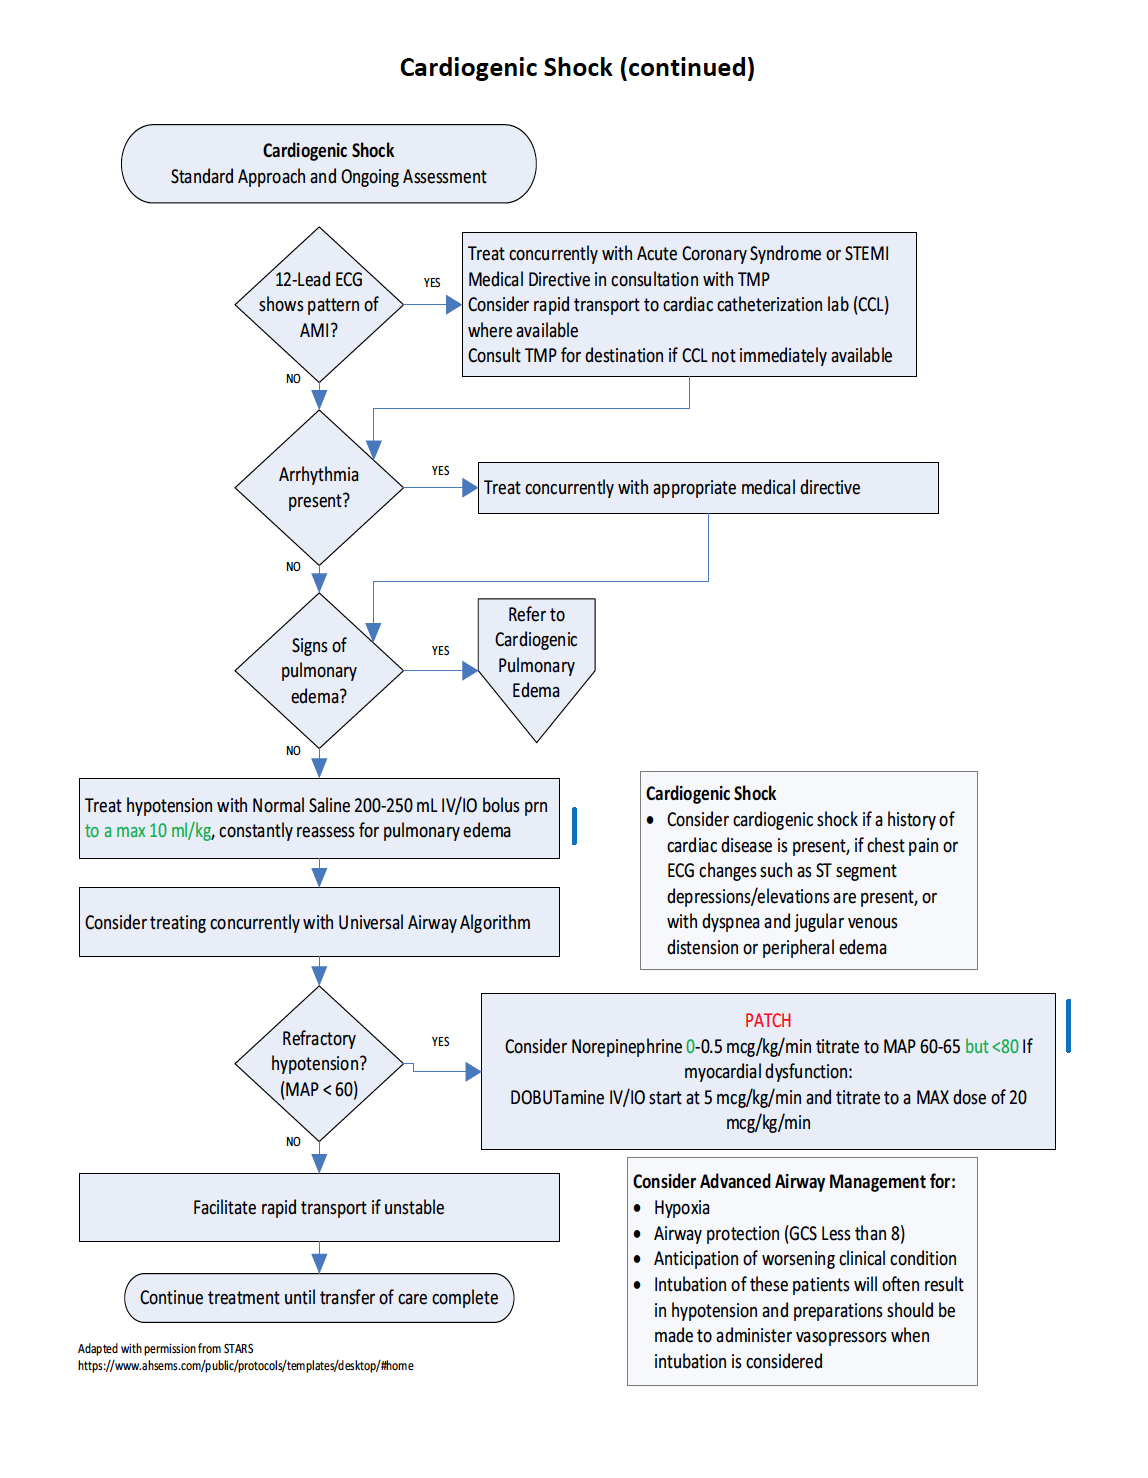 Cardiogenic Shock (continued)
Cardiogenic Shock
Standard Approach and Ongoing Assessment
12-Lead ECG
shows pattern of
AMI?
YES
Treat concurrently with Acute Coronary Syndrome or STEMI
Medical Directive in consultation with TMP
Consider rapid transport to cardiac catheterization lab (CCL)
where available
Consult TMP for destination if CCL not immediately available
NO
Arrhythmia
present?
YES
Treat concurrently with appropriate medical directive
NO
Signs of
pulmonary
edema?
YES
Refer to
Cardiogenic
Pulmonary
Edema
NO
Treat hypotension with Normal Saline 200-250 mL IV/IO bolus prn
to a max 10 ml/kg, constantly reassess for pulmonary edema
Cardiogenic Shock
• Consider cardiogenic shock if a history of
cardiac disease is present, if chest pain or
ECG changes such as ST segment
depressions/elevations are present, or
with dyspnea and jugular venous
distension or peripheral edema
Consider treating concurrently with Universal Airway Algorithm
Refractory
hypotension?
(MAP < 60)
YES
PATCH
Consider Norepinephrine 0-0.5 mcg/kg/min titrate to MAP 60-65 but <80 If
myocardial dysfunction:
DOBUTamine IV/IO start at 5 mcg/kg/min and titrate to a MAX dose of 20
mcg/kg/min
NO
Facilitate rapid transport if unstable
Consider Advanced Airway Management for:
• Hypoxia
• Airway protection (GCS Less than 8)
• Anticipation of worsening clinical condition
• Intubation of these patients will often result
in hypotension and preparations should be
made to administer vasopressors when
intubation is considered
Continue treatment until transfer of care complete
Adapted with permission from STARS
https://www.ahsems.com/public/protocols/templates/desktop/#home